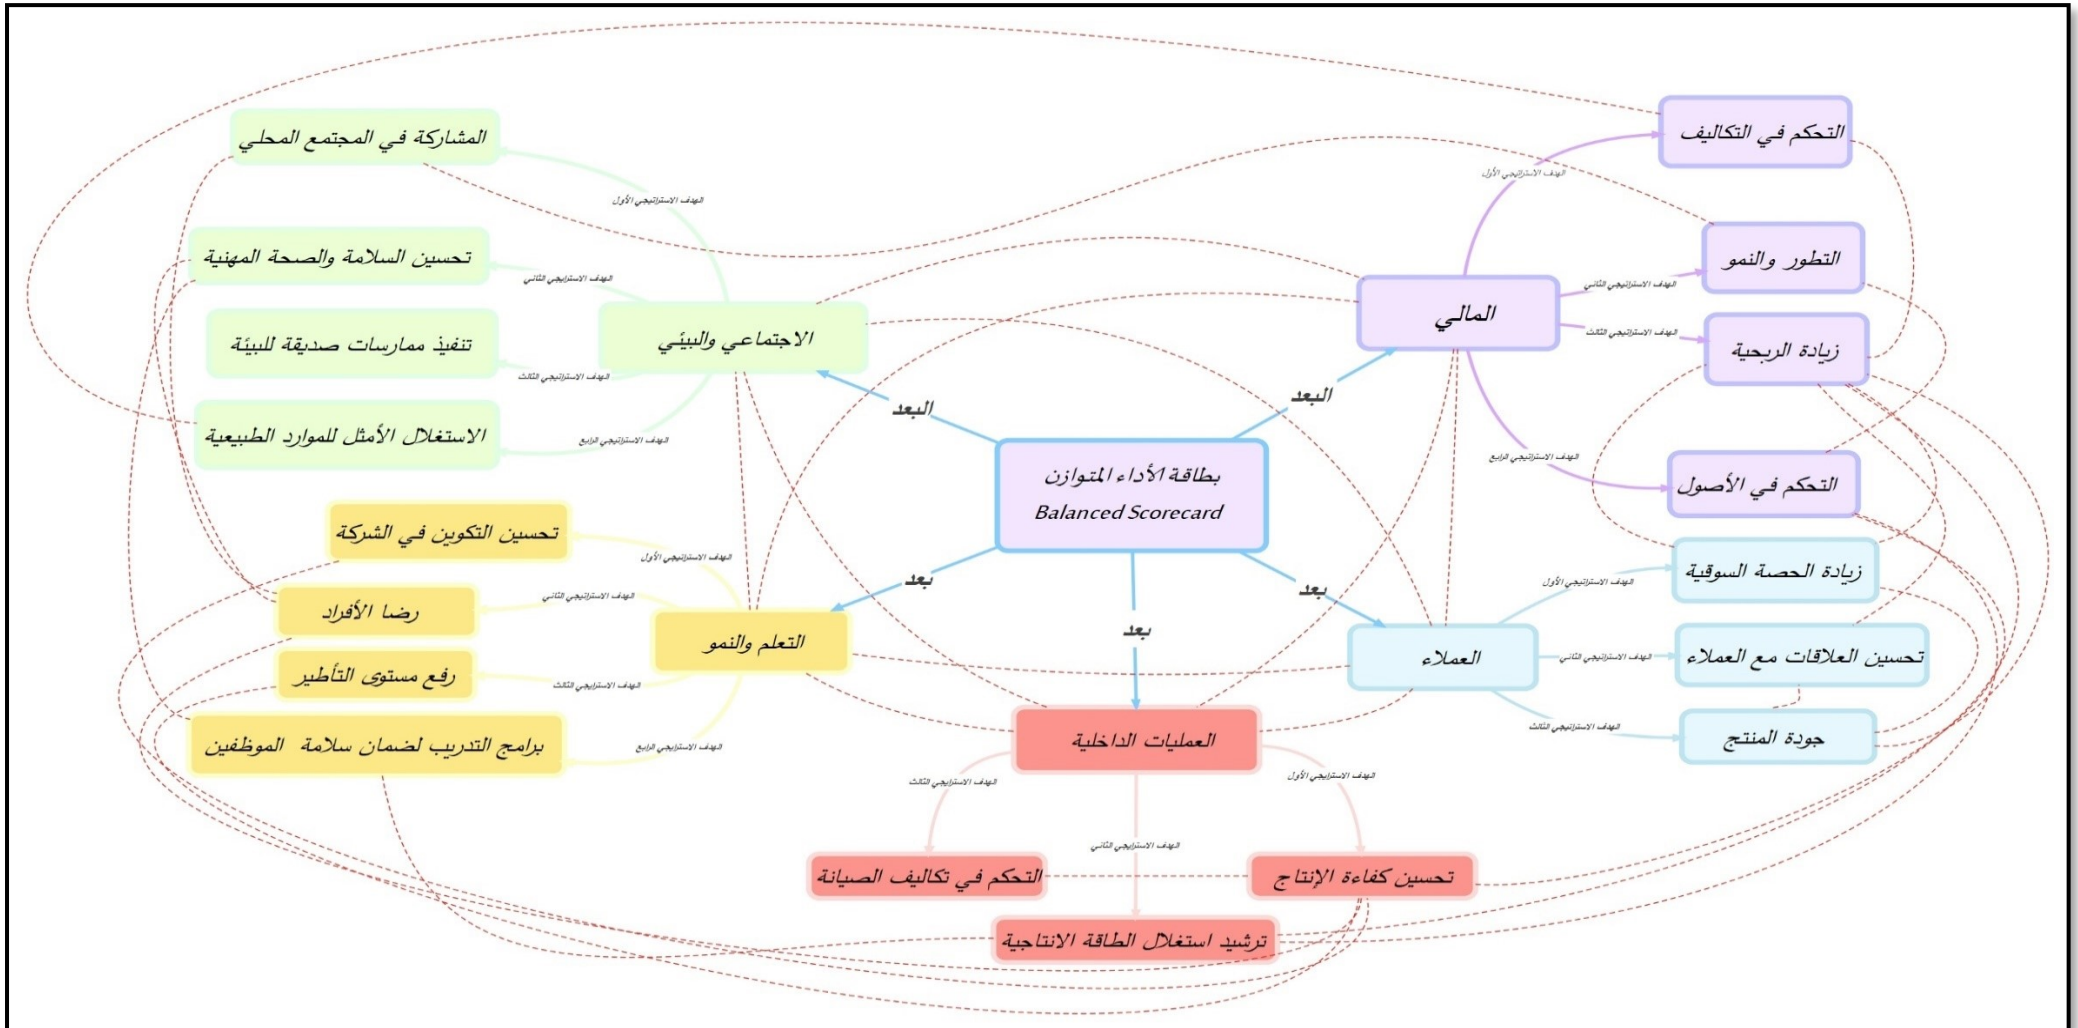 بطاقة الأداء المتوازن
Balanced Scorecard
البعد
المالي
الهدف الاستراتيجي الأول
التحكم في التكاليف
الهدف الاستراتيجي الثاني
التطور والنمو
الهدف الاستراتيجي الثالث
زيادة الربحية
الهدف الاستراتيجي الرابع
التحكم في الأصول
بعد
العملاء
الهدف الاستراتيجي الأول
زيادة الحصة السوقية
الهدف الاستراتيجي الثاني
تحسين العلاقات مع العملاء
الهدف الاستراتيجي الثالث
جودة المنتج
بعد
العمليات الداخلية
الهدف الاستراتيجي الأول
تحسين كفاءة الإنتاج
الهدف الاستراتيجي الثاني
ترشيد استغلال الطاقة الانتاجية
الهدف الاستراتيجي الثالث
التحكم في تكاليف الصيانة
بعد
التعلم والنمو
الهدف الاستراتيجي الأول
تحسين التكوين في الشركة
الهدف الاستراتيجي الثاني
رضا الأفراد
الهدف الاستراتيجي الثالث
رفع مستوى التأطير
الهدف الاستراتيجي الرابع
برامج التدريب لضمان سلامة الموظفين
البعد
الاجتماعي والبيئي
الهدف الاستراتيجي الأول
المشاركة في المجتمع المحلي
الهدف الاستراتيجي الثاني
تحسين السلامة والصحة المهنية
الهدف الاستراتيجي الثالث
تنفيذ ممارسات صديقة للبيئة
الهدف الاستراتيجي الرابع
الاستغلال الأمثل للموارد الطبيعية